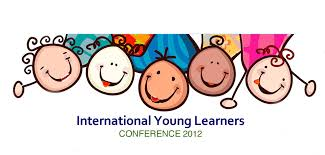 International Young Learners
CONFERENCE 2012